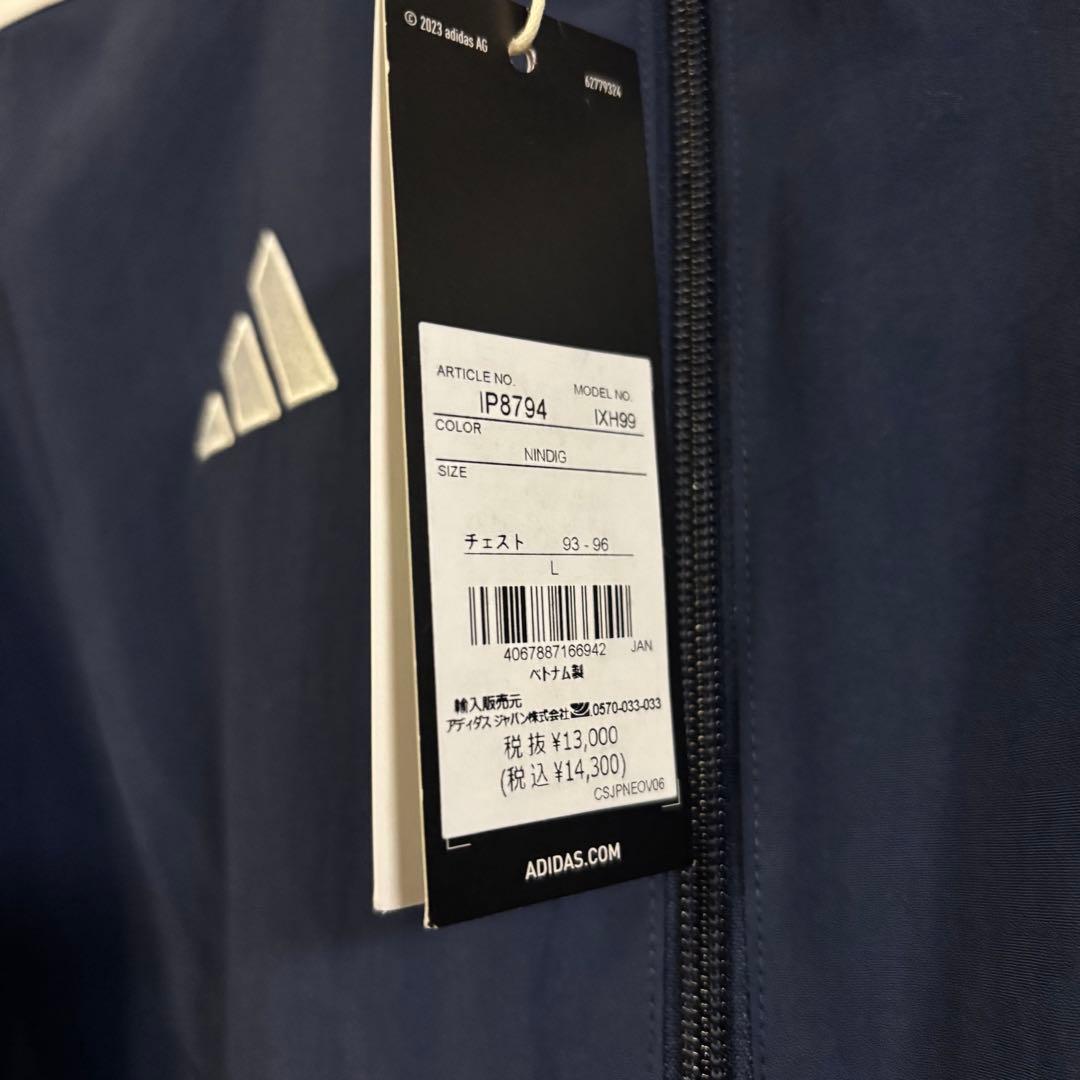 © 2023 adidas AG
62779324
ARTICLE NO.
MODEL NO.
IP8794
IXH99
COLOR
NINDIG
SIZE
チェスト 93 - 96
L
4067887166942 JAN
ベトナム製
輸入販売元
アディダス ジャパン株式会社 0570-033-033
税 抜 ¥13,000
(税 込 ¥14,300)
CSJPNEOV06
ADIDAS.COM